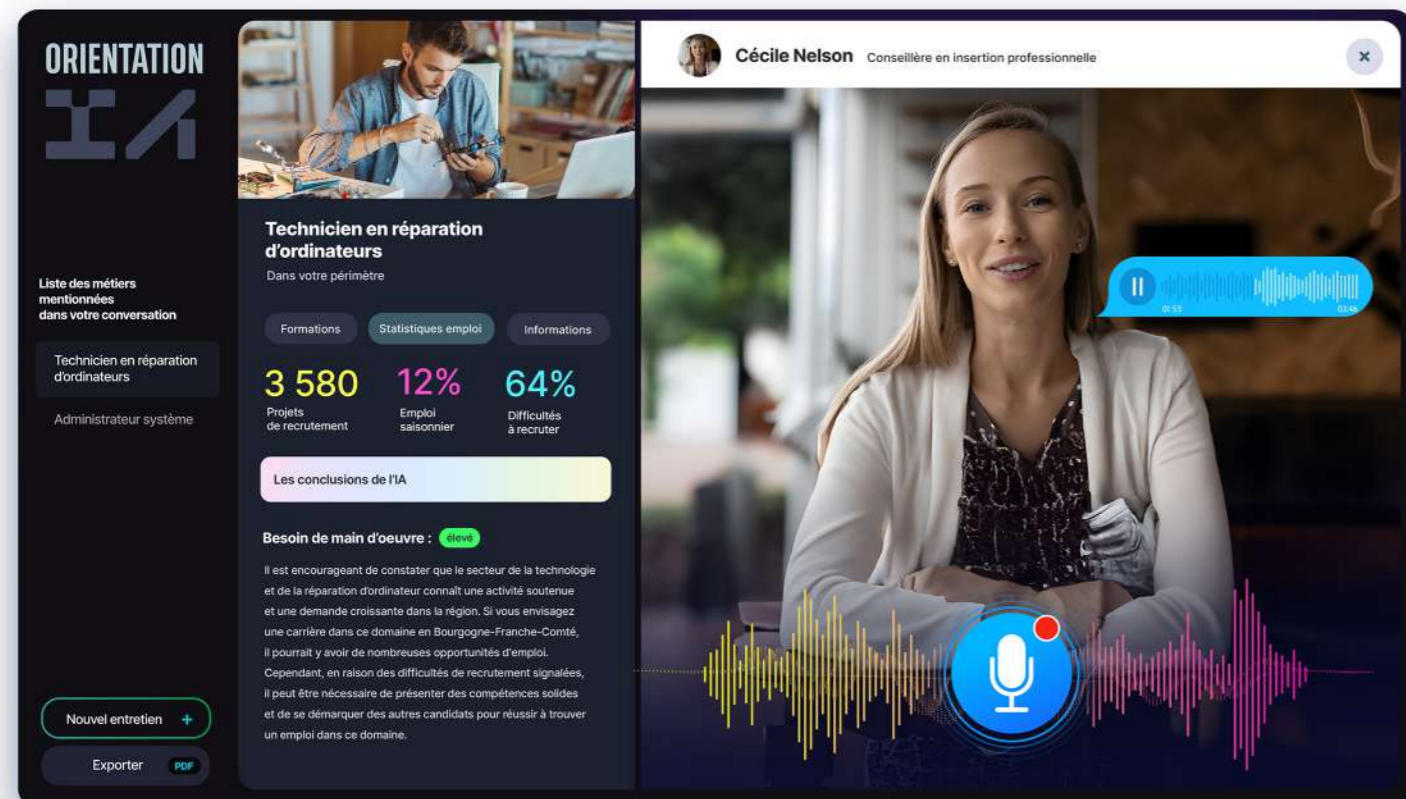 ORIENTATION
IA
Liste des métiers
mentionnées
dans votre conversation
Technicien en réparation
d'ordinateurs
Administrateur système
Nouvel entretien +
Exporter PDF
Technicien en réparation
d'ordinateurs
Dans votre périmètre
Formations
Statistiques emploi
Informations
3 580
Projets
de recrutement
12%
Emploi
saisonnier
64%
Difficultés
à recruter
Les conclusions de l'IA
Besoin de main d'oeuvre : élevé
Il est encourageant de constater que le secteur de la technologie
et de la réparation d'ordinateur connaît une activité soutenue
et une demande croissante dans la région. Si vous envisagez
une carrière dans ce domaine en Bourgogne-Franche-Comté,
il pourrait y avoir de nombreuses opportunités d'emploi.
Cependant, en raison des difficultés de recrutement signalées,
il peut être nécessaire de présenter des compétences solides
et de se démarquer des autres candidats pour réussir à trouver
un emploi dans ce domaine.
Cécile Nelson Conseillère en insertion professionnelle
01:53
03:46